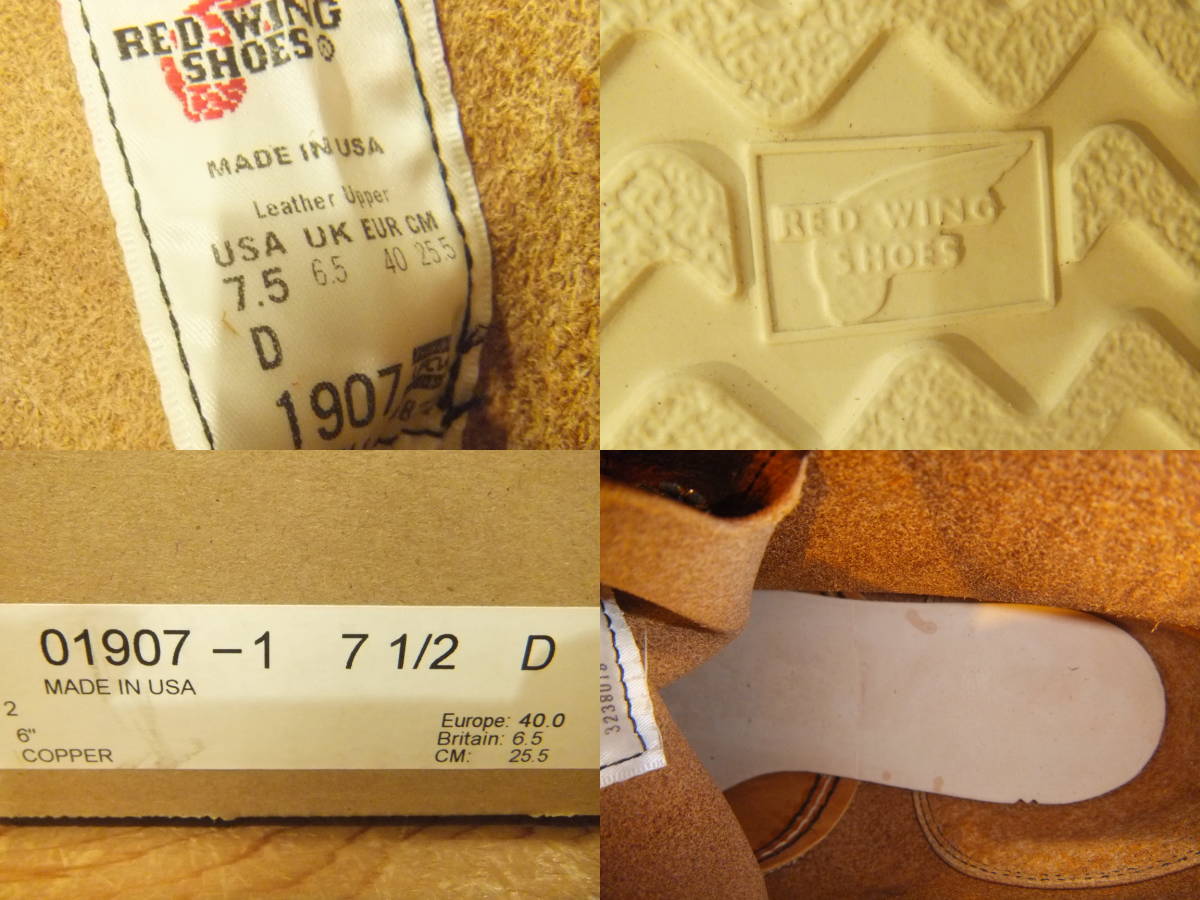 RED WING
SHOES®
MADE IN USA
Leather Upper
USA UK EUR CM
7.5 6.5 40 25.5
D
1907
RED WING
SHOES
01907 –1 7 1/2 D
MADE IN USA
2
6"
COPPER
Europe: 40.0
Britain: 6.5
CM: 25.5